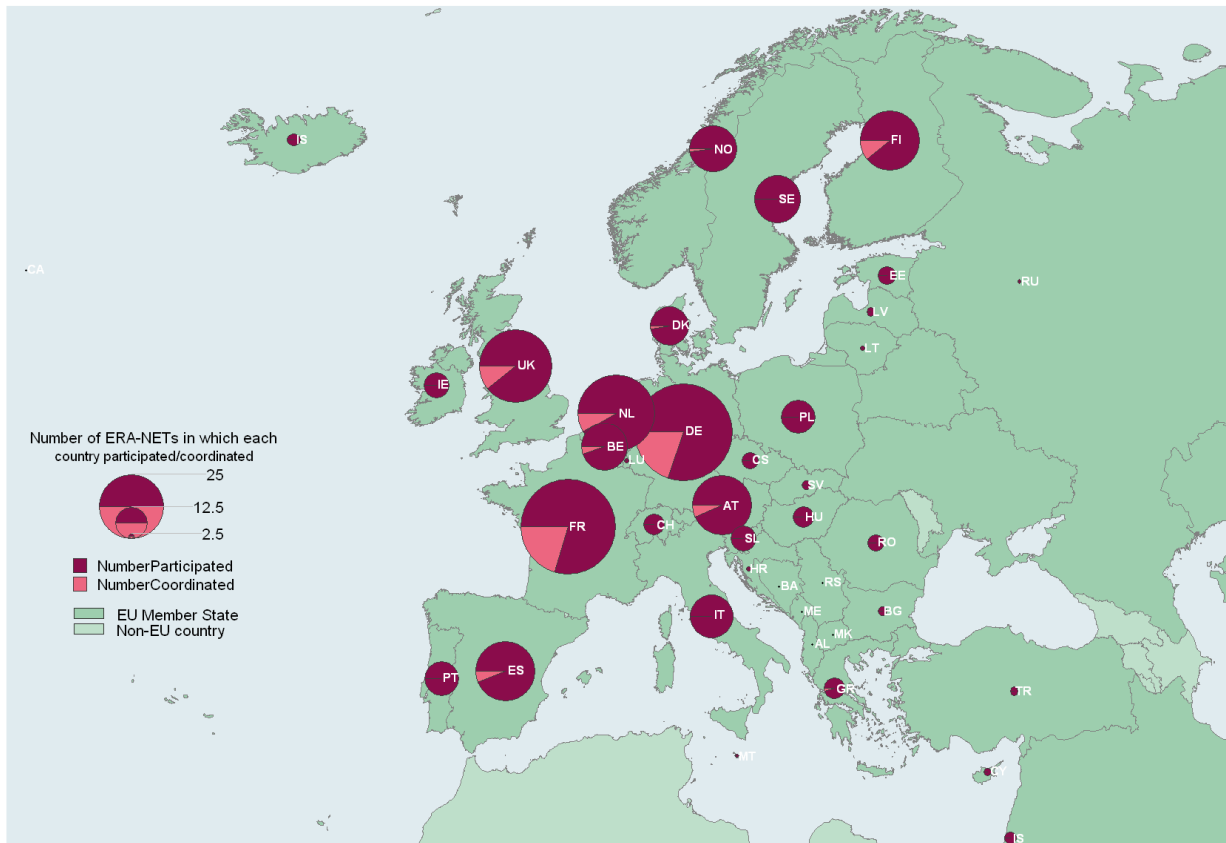 IS
NO
FI
SE
CA
EE
RU
LV
DK
LT
UK
IE
NL
PL
DE
BE
LU
CS
SV
AT
HU
FR
CH
SL
RO
HR
BA
RS
ME
BG
IT
MK
AL
ES
PT
GR
TR
MT
CY
IS
Number of ERA-NETs in which each
country participated/coordinated
25
12.5
2.5
NumberParticipated
NumberCoordinated
EU Member State
Non-EU country